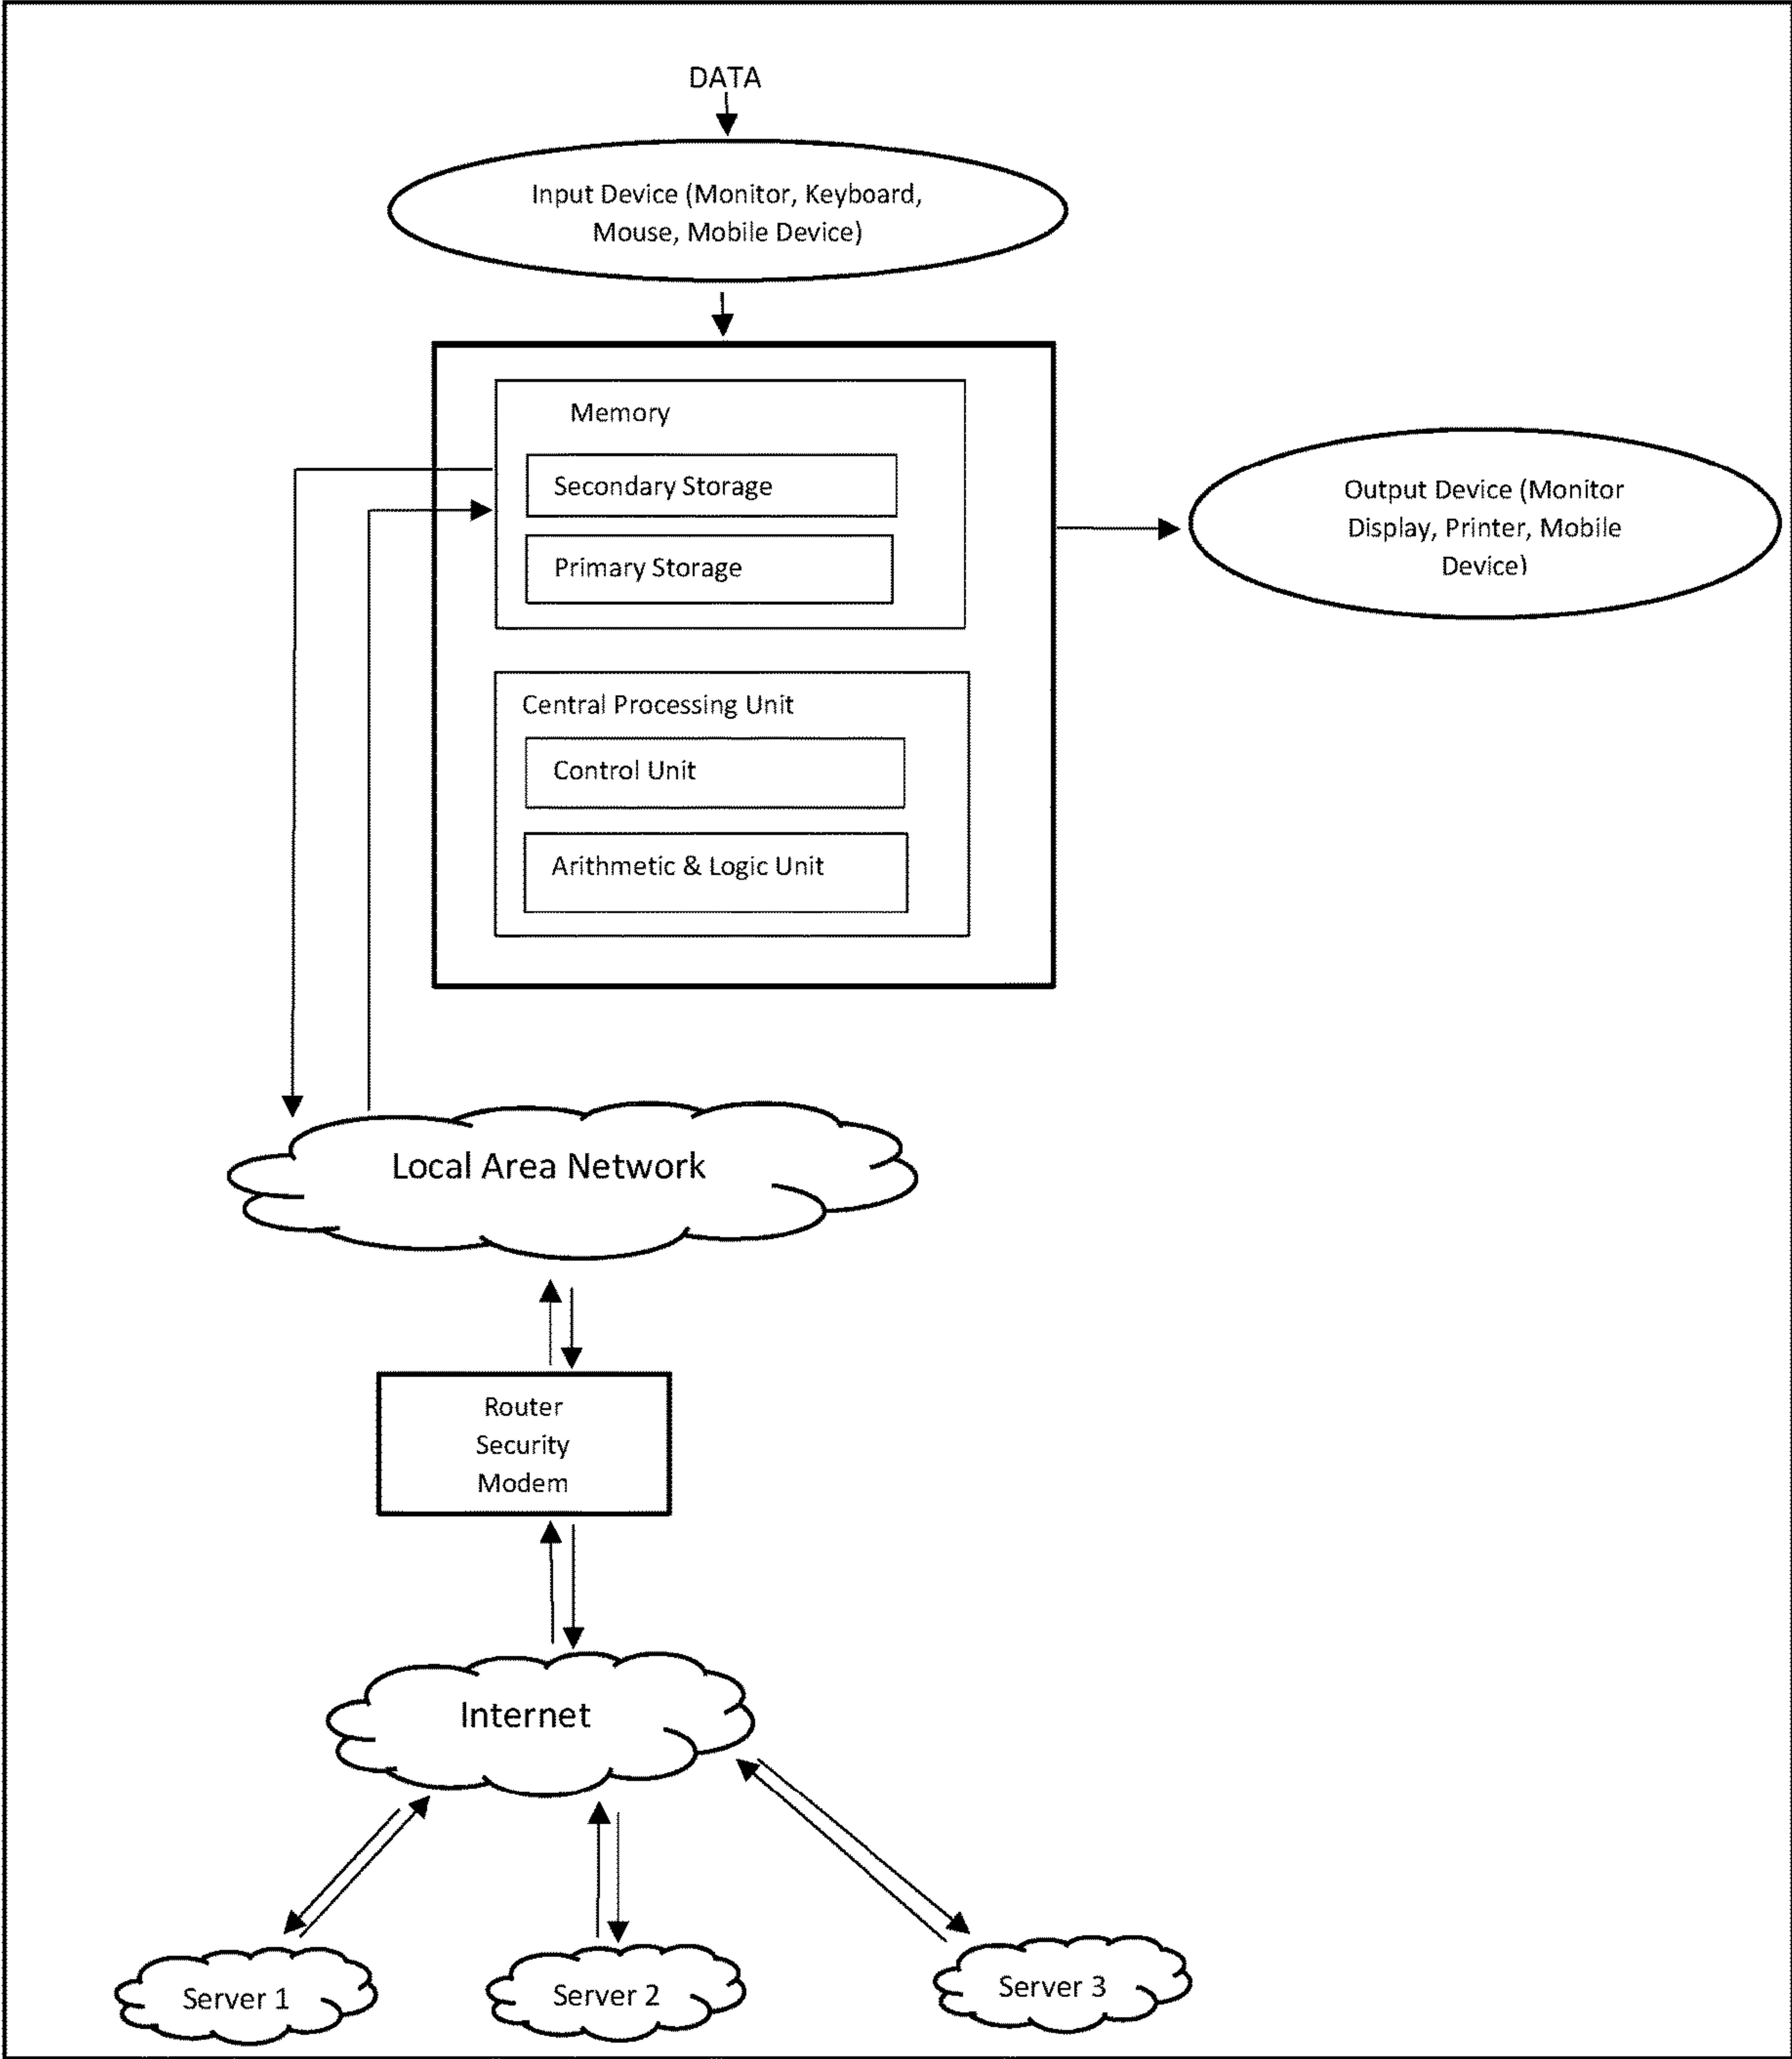 DATA
Input Device (Monitor, Keyboard,
Mouse, Mobile Device)
Memory
Secondary Storage
Primary Storage
Output Device (Monitor
Display, Printer, Mobile
Device)
Central Processing Unit
Control Unit
Arithmetic & Logic Unit
Local Area Network
Router
Security
Modem
Internet
Server 1
Server 2
Server 3